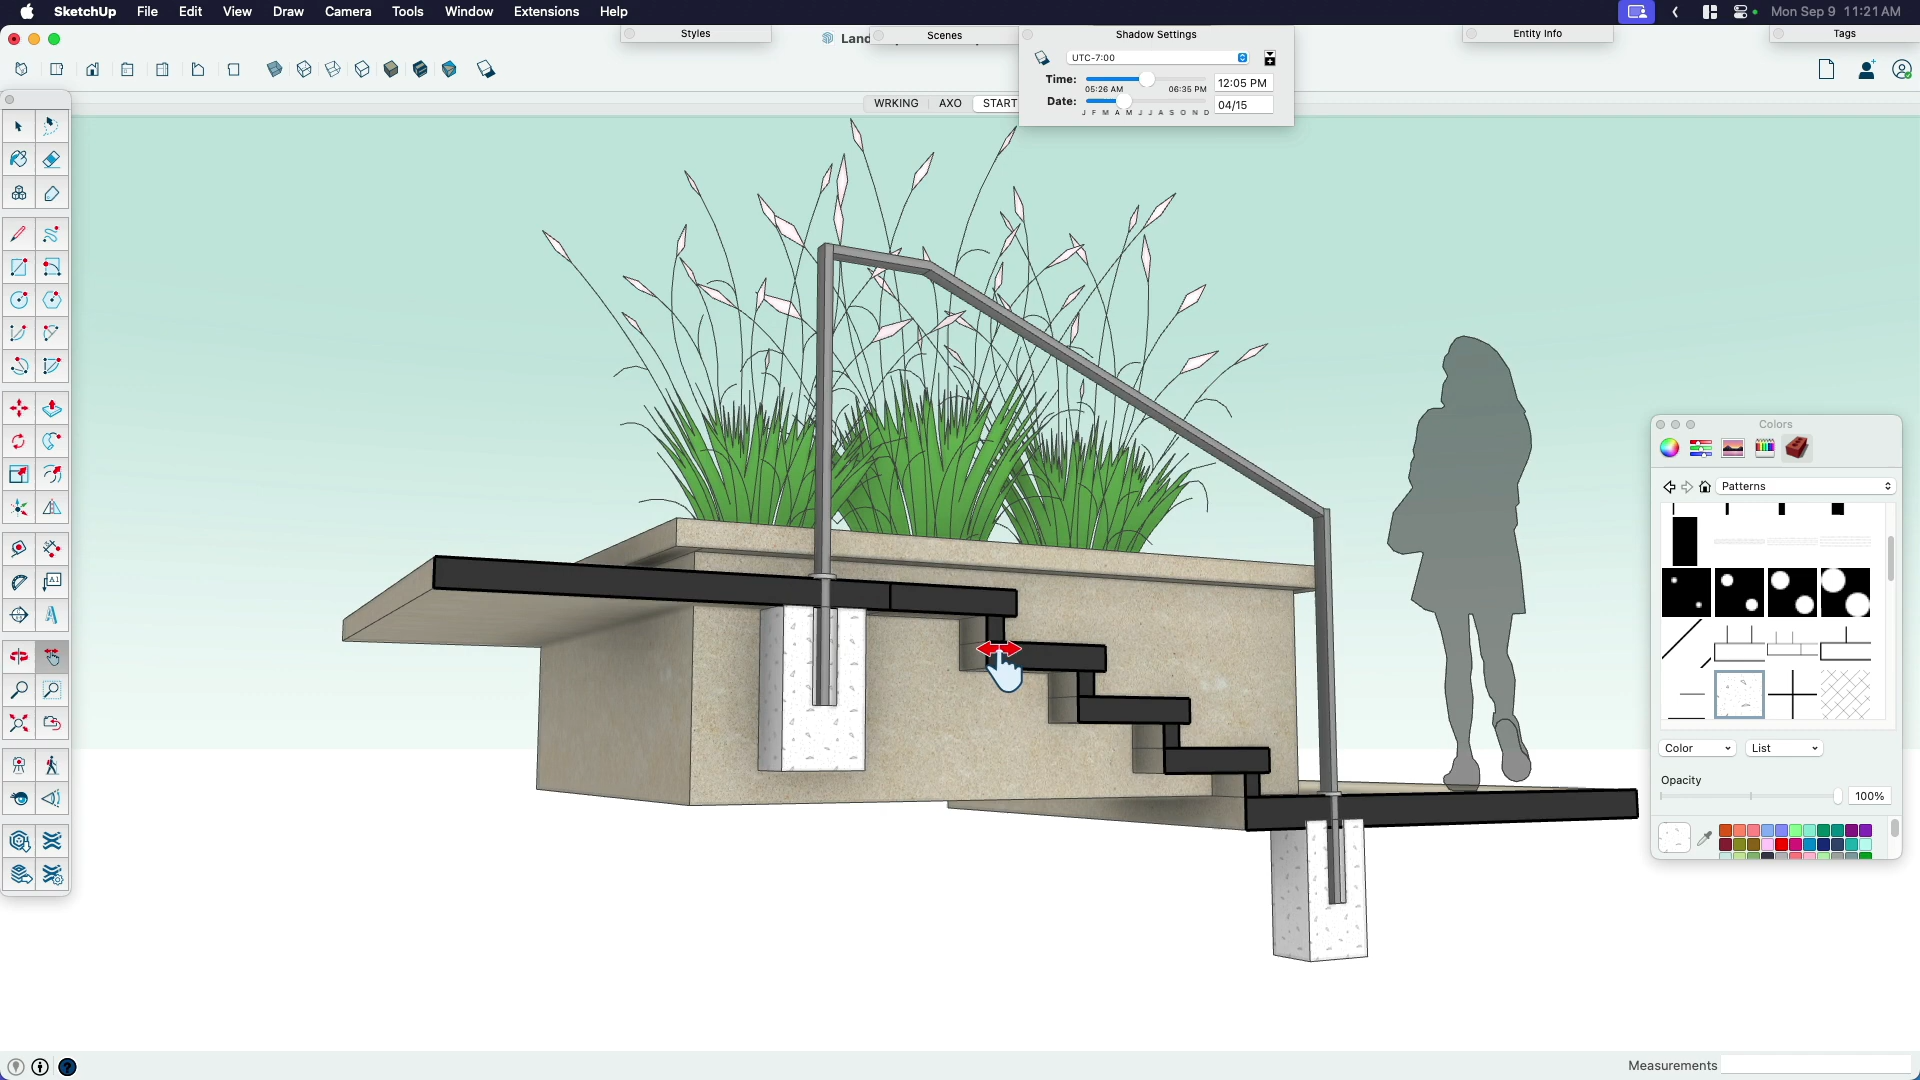 SketchUp File Edit View Draw Camera Tools Window Extensions Help Mon Sep 9 11:21 AM
Styles
Land
Scenes
Shadow Settings
Entity Info
Tags
UTC-7:00
Time:
05:26 AM 06:35 PM
12:05 PM
Date:
J F M A M J J A S O N D
04/15
WRKING AXO START
A1
Colors
Patterns
Color List
Opacity
100%
Measurements